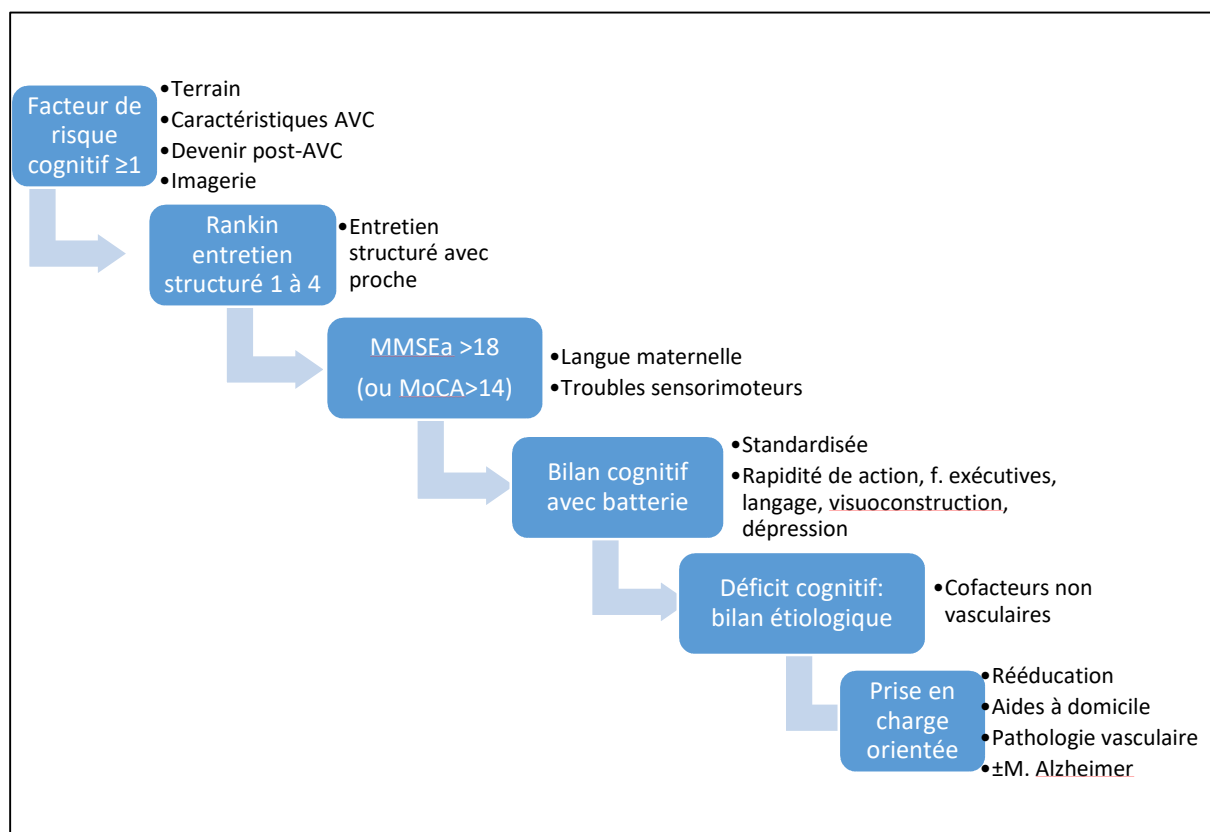 Facteur de
risque
cognitif ≥1
•Terrain
•Caractéristiques AVC
•Devenir post-AVC
•Imagerie
Rankin
entretien
structuré 1 à 4
•Entretien
structuré avec
proche
MMSEa >18
(ou MoCA>14)
•Langue maternelle
•Troubles sensorimoteurs
Bilan cognitif
avec batterie
•Standardisée
•Rapidité de action, f. exécutives,
langage, visuoconstruction,
dépression
Déficit cognitif:
bilan étiologique
•Cofacteurs non
vasculaires
Prise en
charge
orientée
•Rééducation
•Aides à domicile
•Pathologie vasculaire
•±M. Alzheimer